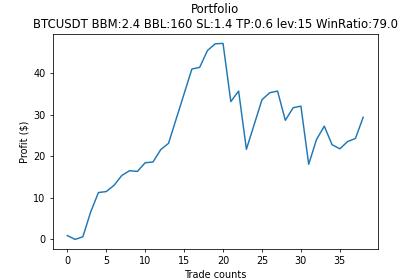 Portfolio
BTCUSDT BBM:2.4 BBL:160 SL:1.4 TP:0.6 lev:15 WinRatio:79.0
40
30
20
10
0
Profit ($)
0 5 10 15 20 25 30 35
Trade counts